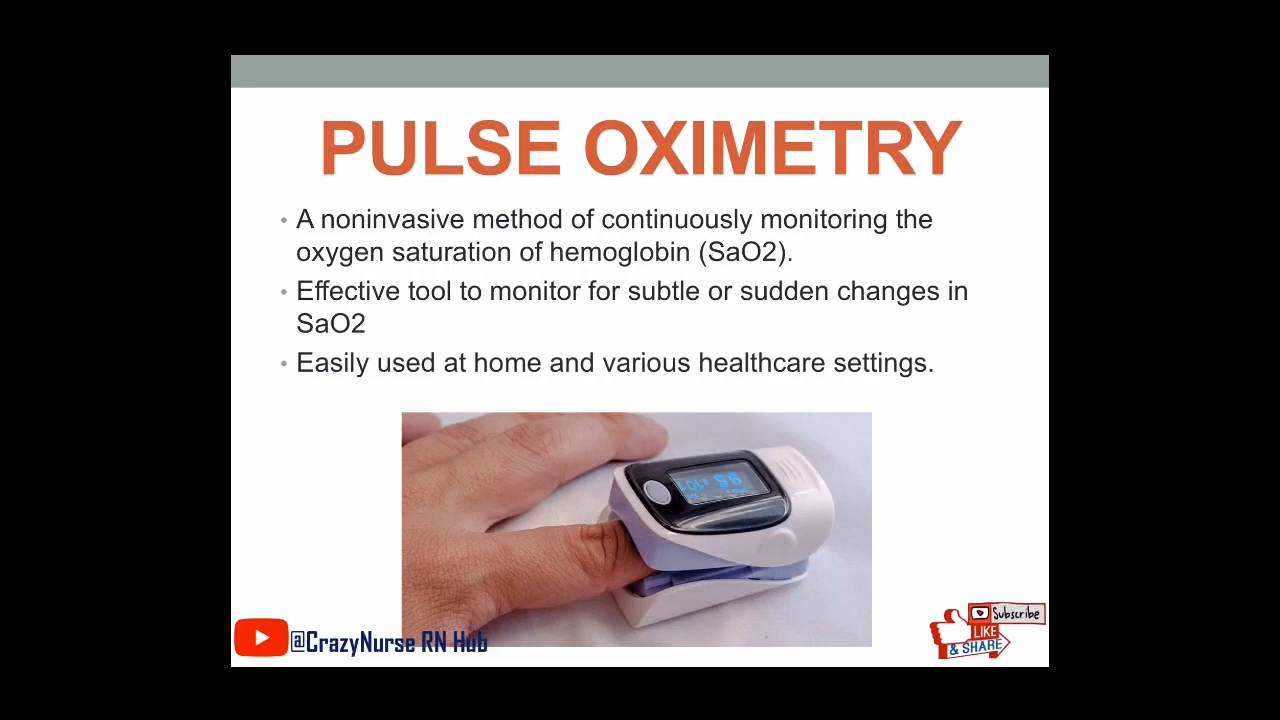 PULSE OXIMETRY
• A noninvasive method of continuously monitoring the
oxygen saturation of hemoglobin (SaO2).
• Effective tool to monitor for subtle or sudden changes in
SaO2
• Easily used at home and various healthcare settings.
@CrazyNurse RN Hub
Subscribe
LIKE
& SHARE